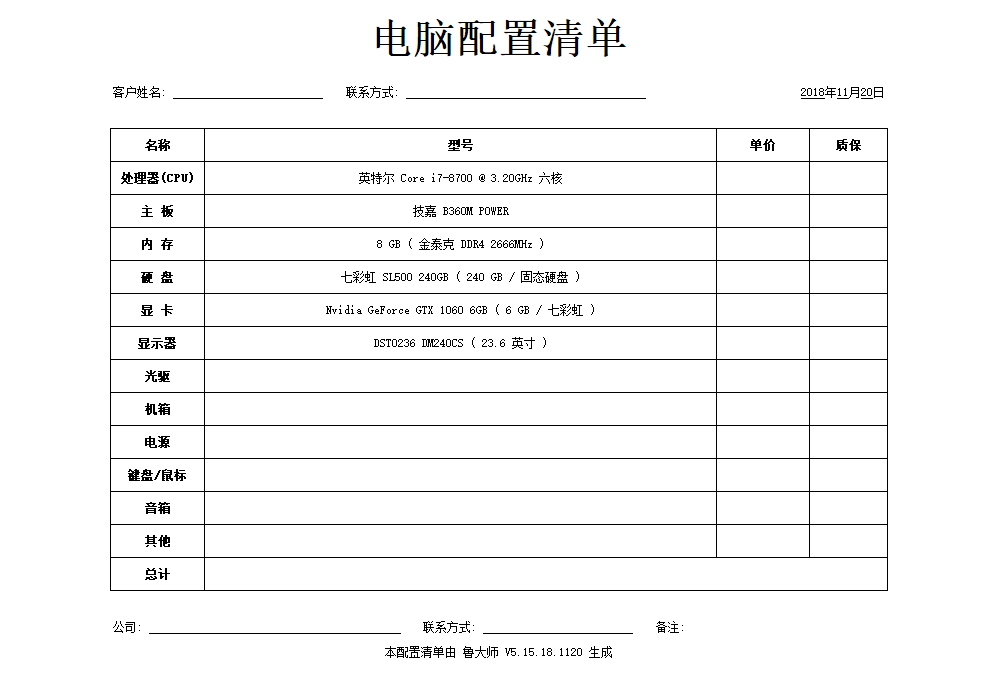 电脑配置清单
客户姓名: 联系方式: 2018年11月20日
名称 型号 单价 质保
处理器(CPU) 英特尔 Core i7-8700 @ 3.20GHz 六核
主 板 技嘉 B360M POWER
内 存 8 GB ( 金泰克 DDR4 2666MHz )
硬 盘 七彩虹 SL500 240GB ( 240 GB / 固态硬盘 )
显 卡 Nvidia GeForce GTX 1060 6GB ( 6 GB / 七彩虹 )
显示器 DST0236 DM240CS ( 23.6 英寸 )
光驱
机箱
电源
键盘/鼠标
音箱
其他
总计
公司: 联系方式: 备注:
本配置清单由 鲁大师 V5.15.18.1120 生成